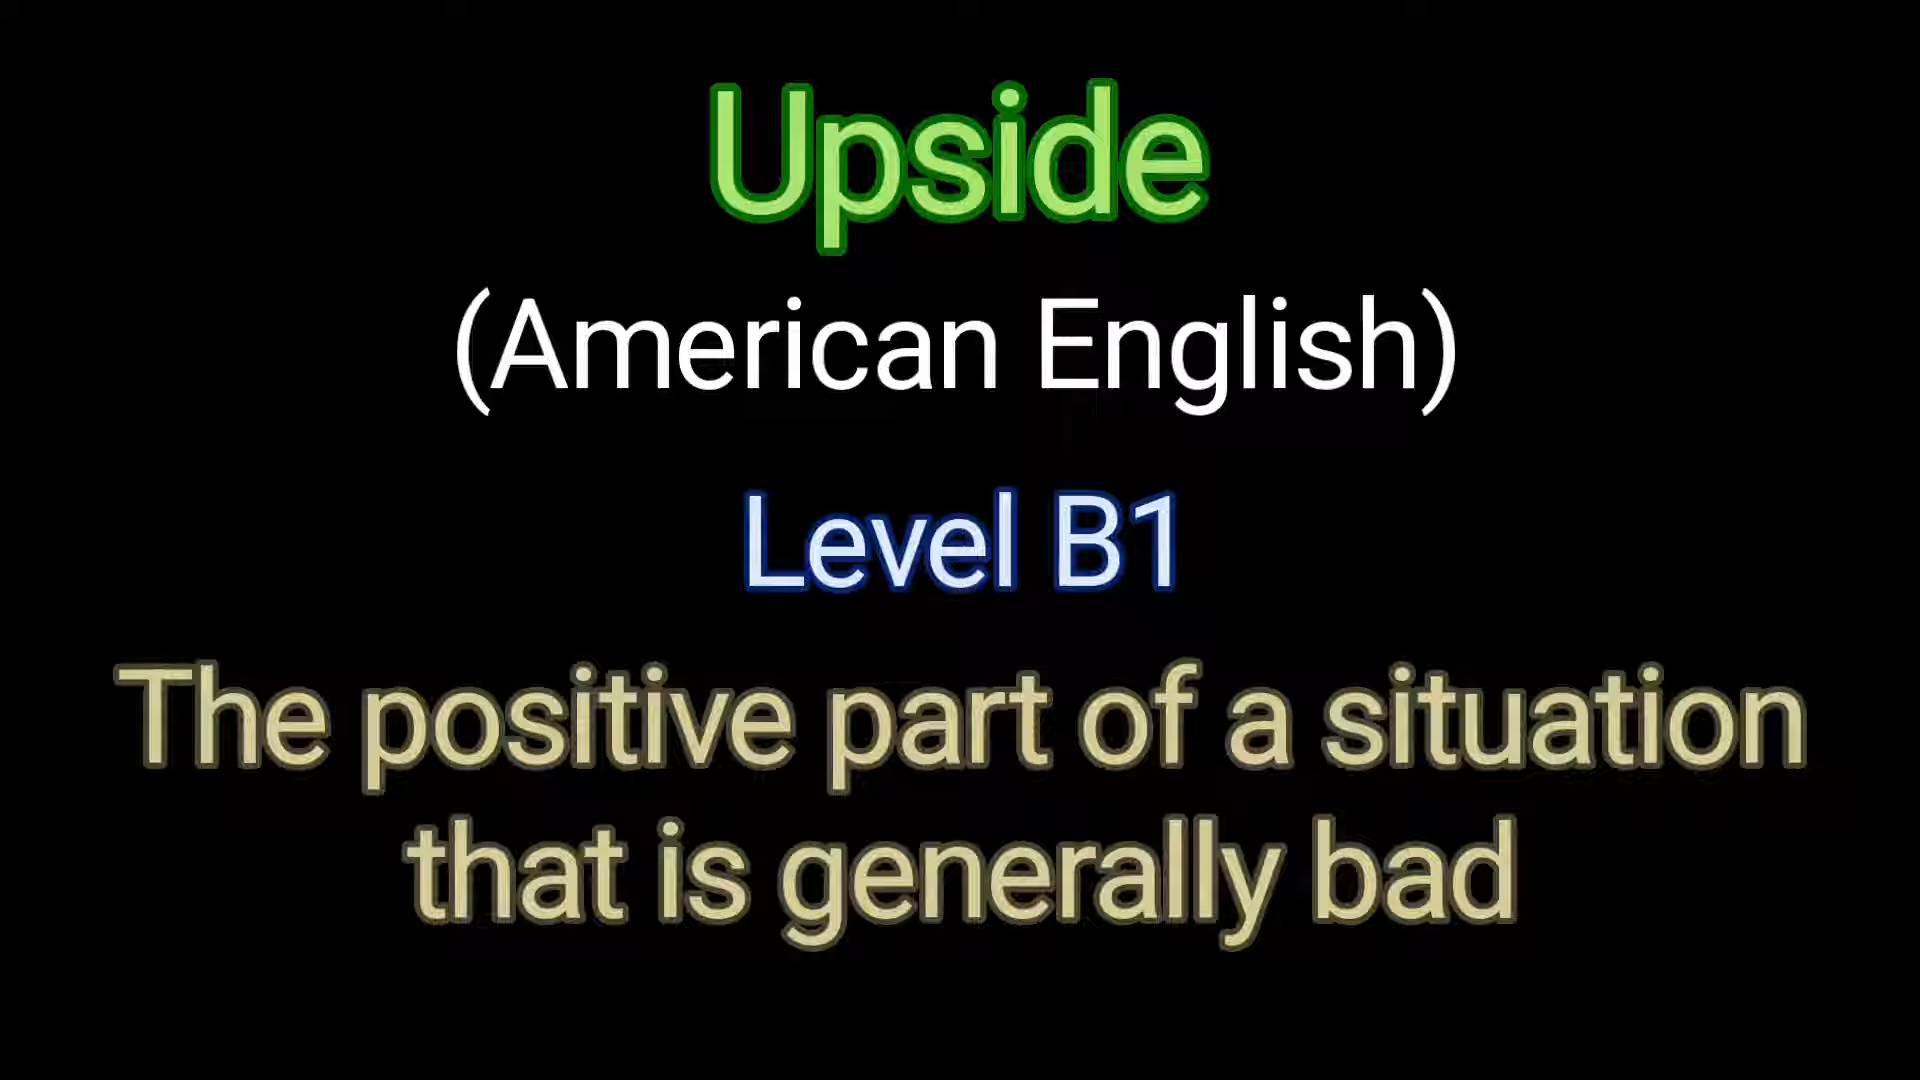 Upside
(American English)
Level B1
The positive part of a situation
that is generally bad